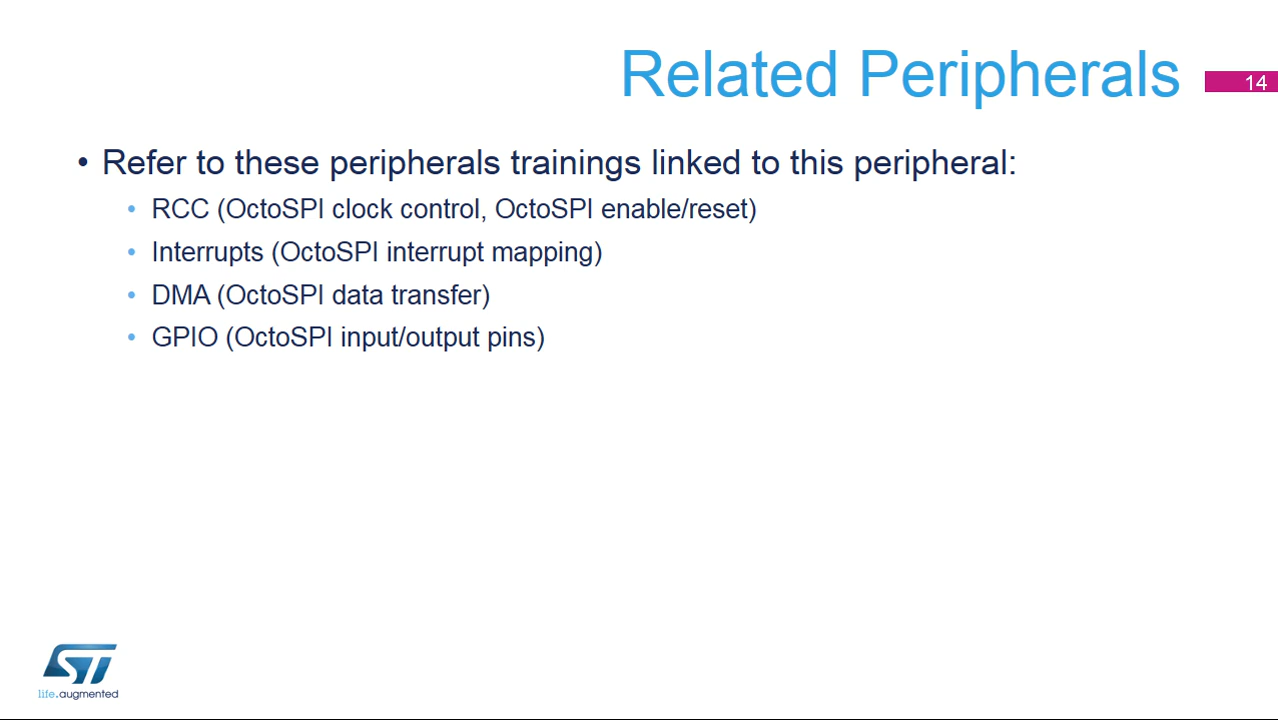 Related Peripherals
14
• Refer to these peripherals trainings linked to this peripheral:
• RCC (OctoSPI clock control, OctoSPI enable/reset)
• Interrupts (OctoSPI interrupt mapping)
• DMA (OctoSPI data transfer)
• GPIO (OctoSPI input/output pins)
ST
life.augmented